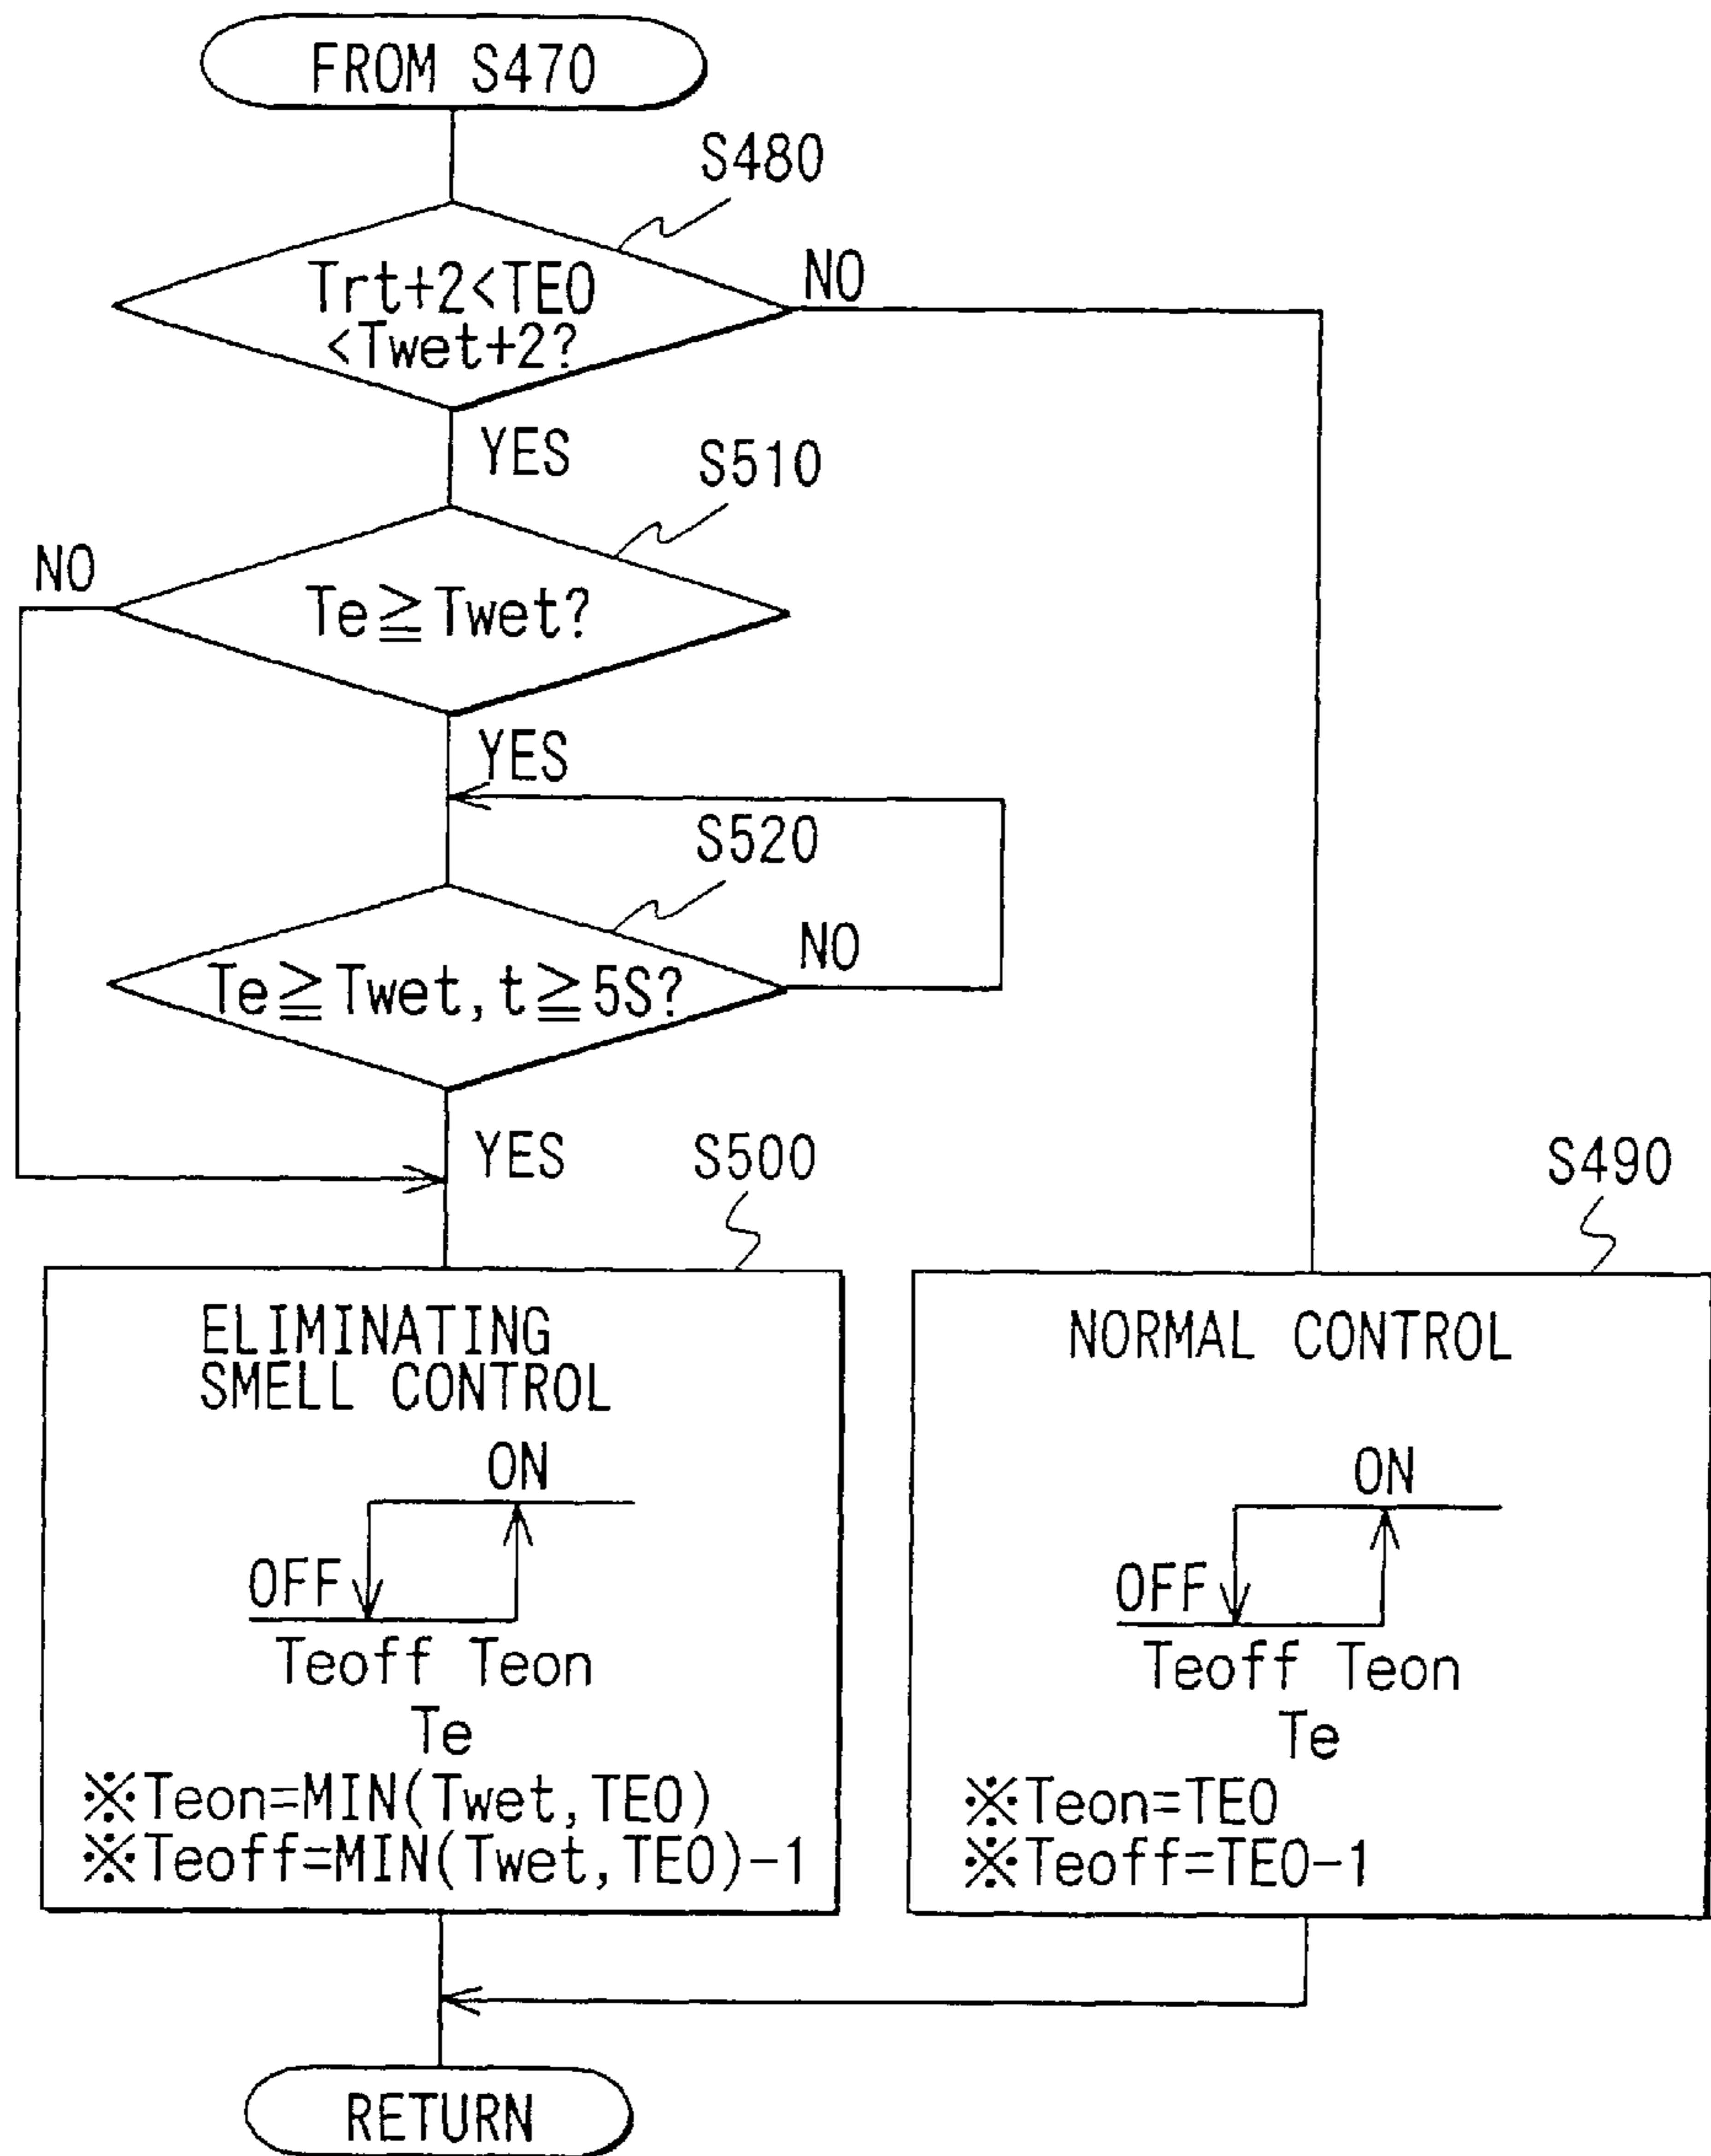 FROM S470
S480
Trt+2<TEO
<Twet+2?
NO
YES
S510
NO
Te≧Twet?
YES
S520
Te≧Twet,t≧5S?
NO
YES
S500
S490
ELIMINATING
SMELL CONTROL
ON
OFF
Teoff Teon
Te
※Teon=MIN(Twet,TEO)
※Teoff=MIN(Twet,TEO)-1
NORMAL CONTROL
ON
OFF
Teoff Teon
Te
※Teon=TEO
※Teoff=TEO-1
RETURN